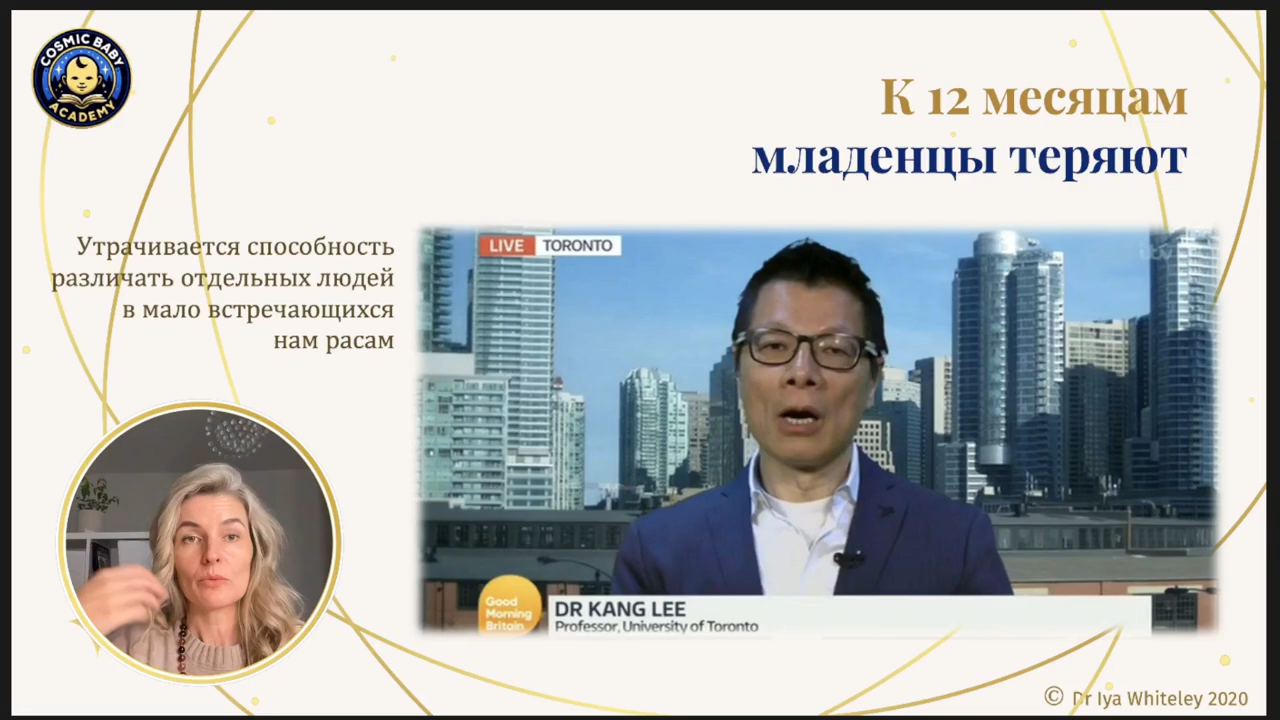 COSMIC BABY
ACADEMY
К 12 месяцам
младенцы теряют
Утрачивается способность
различать отдельных людей
в мало встречающихся
нам расам
LIVE TORONTO
itv
Good
Morning
Britain
DR KANG LEE
Professor, University of Toronto
© Dr Iya Whiteley 2020